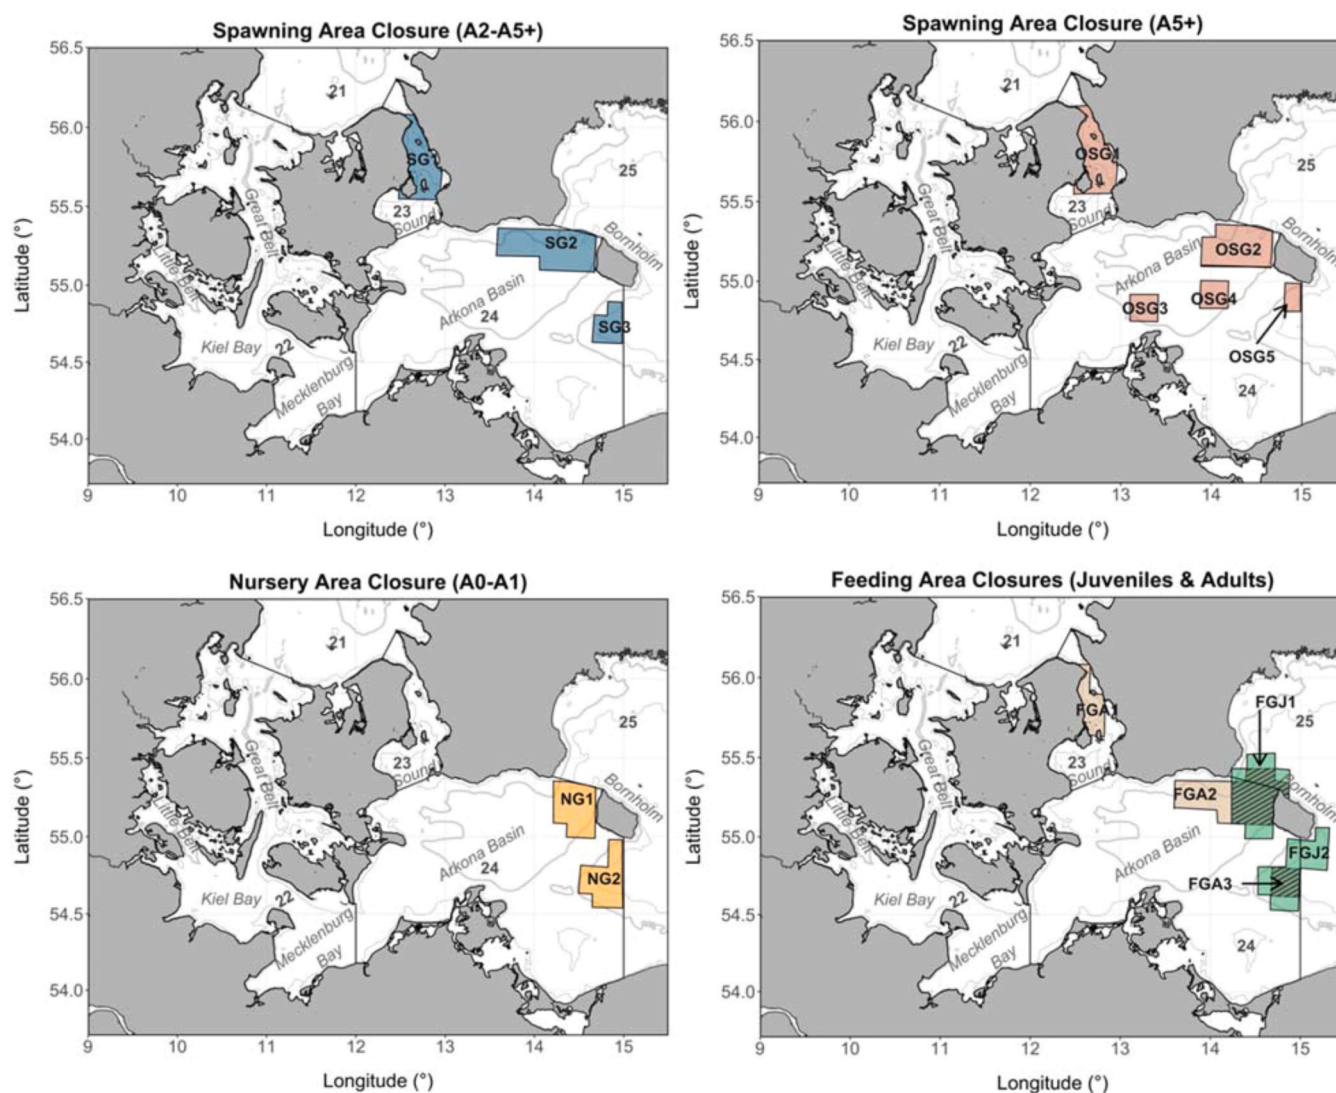 Spawning Area Closure (A2-A5+)
56.5
56.0
55.5
55.0
54.5
54.0
Latitude (°)
21
25
SG1
23
Sound
Great Belt
Little Belt
SG2
Bornholm
Arkona Basin
24
SG3
Kiel Bay
22
Mecklenburg
Bay
9 10 11 12 13 14 15
Longitude (°)
Spawning Area Closure (A5+)
56.5
56.0
55.5
55.0
54.5
54.0
Latitude (°)
21
25
OSG1
23
Sound
Great Belt
Little Belt
Bornholm
OSG2
Arkona Basin
OSG3
OSG4
OSG5
Kiel Bay
22
24
Mecklenburg
Bay
9 10 11 12 13 14 15
Longitude (°)
Nursery Area Closure (A0-A1)
56.5
56.0
55.5
55.0
54.5
54.0
Latitude (°)
21
25
23
Sound
Great Belt
Little Belt
NG1
Bornholm
Arkona Basin
24
NG2
Kiel Bay
22
Mecklenburg
Bay
9 10 11 12 13 14 15
Longitude (°)
Feeding Area Closures (Juveniles & Adults)
56.5
56.0
55.5
55.0
54.5
54.0
Latitude (°)
21
FGJ1
25
FGA1
23
Sound
Great Belt
Little Belt
FGA2
Bornholm
Arkona Basin
FGJ2
FGA3
Kiel Bay
22
24
Mecklenburg
Bay
9 10 11 12 13 14 15
Longitude (°)